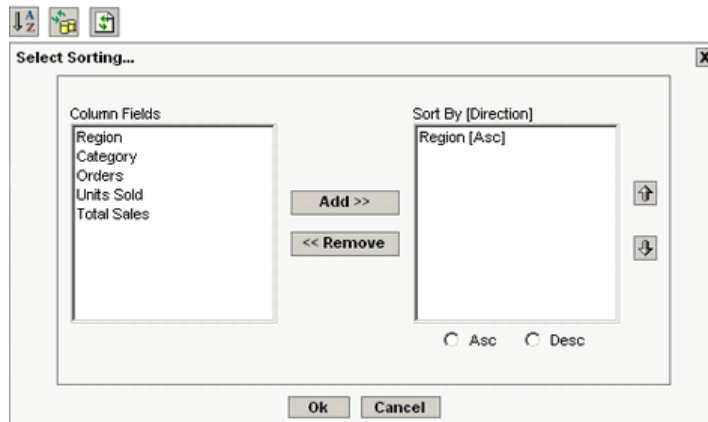 A
Z
Select Sorting...
X
Column Fields
Region
Category
Orders
Units Sold
Total Sales
Add >>
<< Remove
Sort By [Direction]
Region [Asc]
Asc
Desc
Ok
Cancel